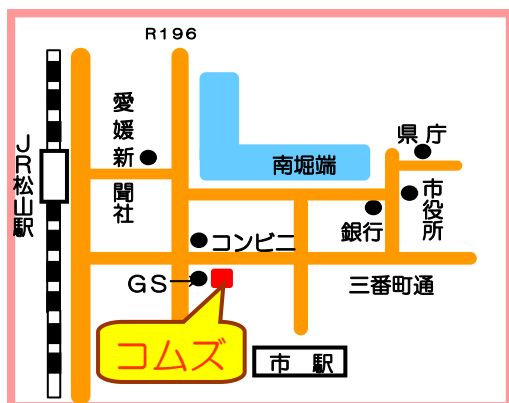 R196
愛媛新聞社
JR松山駅
南堀端
県庁
市役所
銀行
コンビニ
GS
三番町通
コムズ
市駅